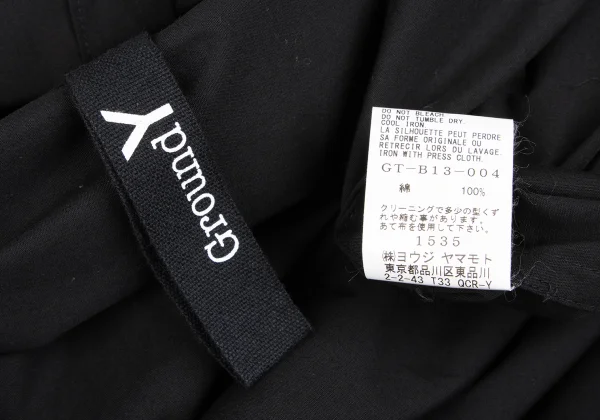 Y
Ground
DO NOT BLEACH.
DO NOT TUMBLE DRY.
COOL IRON.
LA SILHOUETTE PEUT PERDRE
SA FORME ORIGINALE OU
RETRECIR LORS DU LAVAGE.
IRON WITH PRESS CLOTH.
GT-B13-004
綿 100%
クリーニングで多少の型くず
れや縮む事があります。
あて布を使用して下さい。
1535
㈱ヨウジ ヤマモト
東京都品川区東品川
2-2-43 T33 QCR-Y